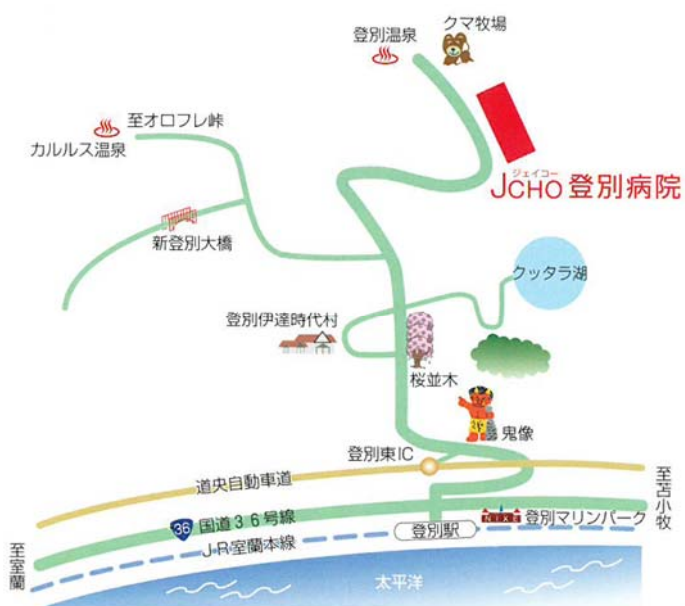 クマ牧場
登別温泉
至オロフレ峠
カルルス温泉
ジェイコー
JCHO 登別病院
新登別大橋
クッタラ湖
登別伊達時代村
桜並木
鬼像
登別東IC
道央自動車道
至苫小牧
36
国道36号線
登別駅
NIXE
登別マリンパーク
JR室蘭本線
至室蘭
太平洋